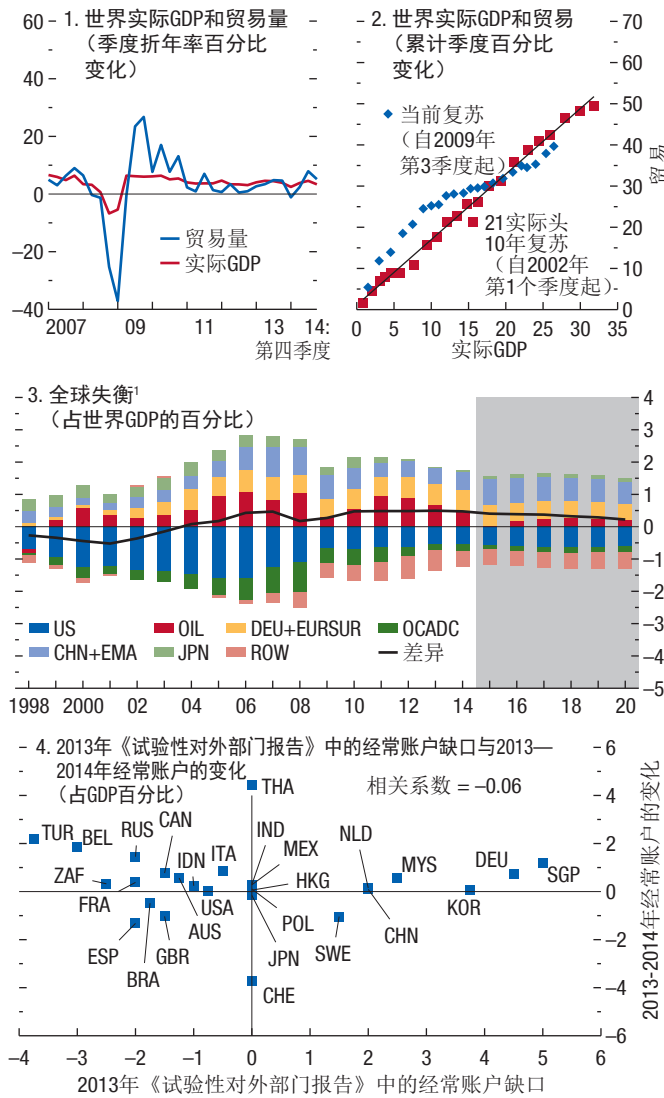 1. 世界实际GDP和贸易量
（季度折年率百分比
变化）
60
40
20
0
–20
–40
贸易量
实际GDP
2007
09
11
13
14:
第四季度
2. 世界实际GDP和贸易
（累计季度百分比
变化）
70
60
50
40
30
20
10
0
贸易
当前复苏
（自2009年
第3季度起）
21实际头
10年复苏
（自2002年
第1个季度起）
0 5 10 15 20 25 30 35
实际GDP
3. 全球失衡¹
（占世界GDP的百分比）
4
3
2
1
0
–1
–2
–3
–4
–5
US OIL DEU+EURSUR OCADC
CHN+EMA JPN ROW 差异
1998 2000 02 04 06 08 10 12 14 16 18 20
4. 2013年《试验性对外部门报告》中的经常账户缺口与2013—
2014年经常账户的变化
（占GDP百分比）
相关系数 = –0.06
6
4
2
0
–2
–4
–6
2013-2014年经常账户的变化
THA
TUR
BEL
RUS
CAN
IND
MEX
NLD
ITA
IDN
ZAF
HKG
MYS
DEU
SGP
FRA
USA
AUS
POL
KOR
CHN
ESP
GBR
BRA
JPN
SWE
CHE
–4 –3 –2 –1 0 1 2 3 4 5 6
2013年《试验性对外部门报告》中的经常账户缺口